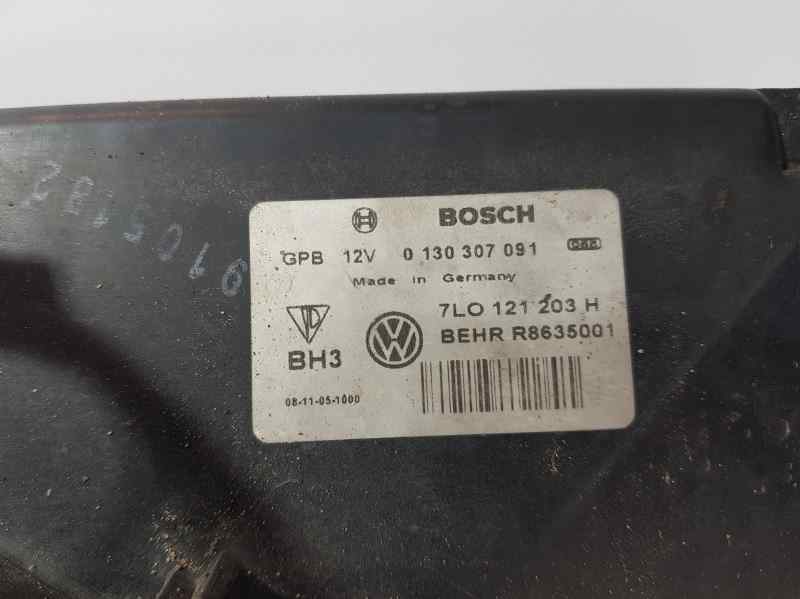 BOSCH
GPB 12V 0 130 307 091
Made in Germany
7LO 121 203 H
BEHR R8635001
BH3
08-11-05-1000